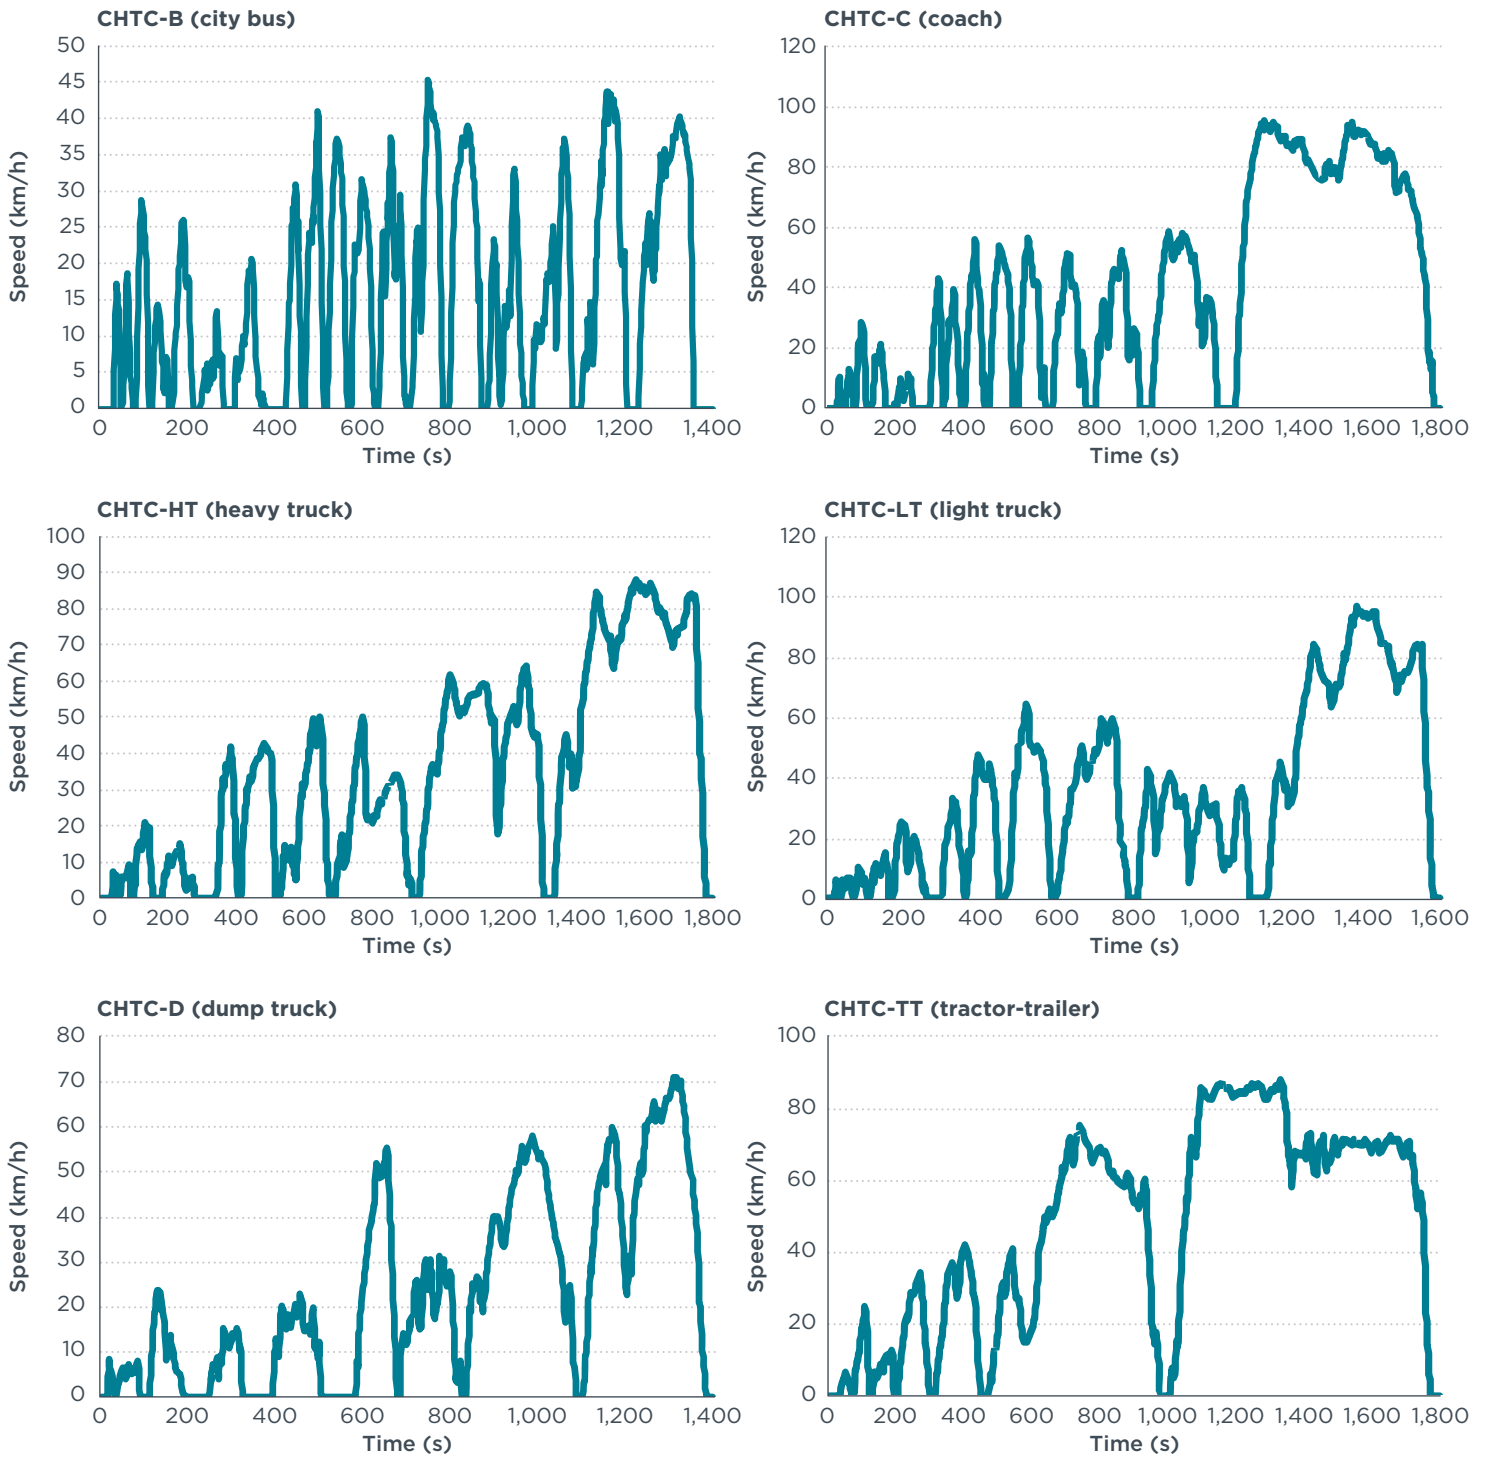 CHTC-B (city bus)
50
45
40
35
30
25
20
15
10
5
0
Speed (km/h)
0 200 400 600 800 1,000 1,200 1,400
Time (s)
CHTC-C (coach)
120
100
80
60
40
20
0
Speed (km/h)
0 200 400 600 800 1,000 1,200 1,400 1,600 1,800
Time (s)
CHTC-HT (heavy truck)
100
90
80
70
60
50
40
30
20
10
0
Speed (km/h)
0 200 400 600 800 1,000 1,200 1,400 1,600 1,800
Time (s)
CHTC-LT (light truck)
120
100
80
60
40
20
0
Speed (km/h)
0 200 400 600 800 1,000 1,200 1,400 1,600
Time (s)
CHTC-D (dump truck)
80
70
60
50
40
30
20
10
0
Speed (km/h)
0 200 400 600 800 1,000 1,200 1,400
Time (s)
CHTC-TT (tractor-trailer)
100
80
60
40
20
0
Speed (km/h)
0 200 400 600 800 1,000 1,200 1,400 1,600 1,800
Time (s)